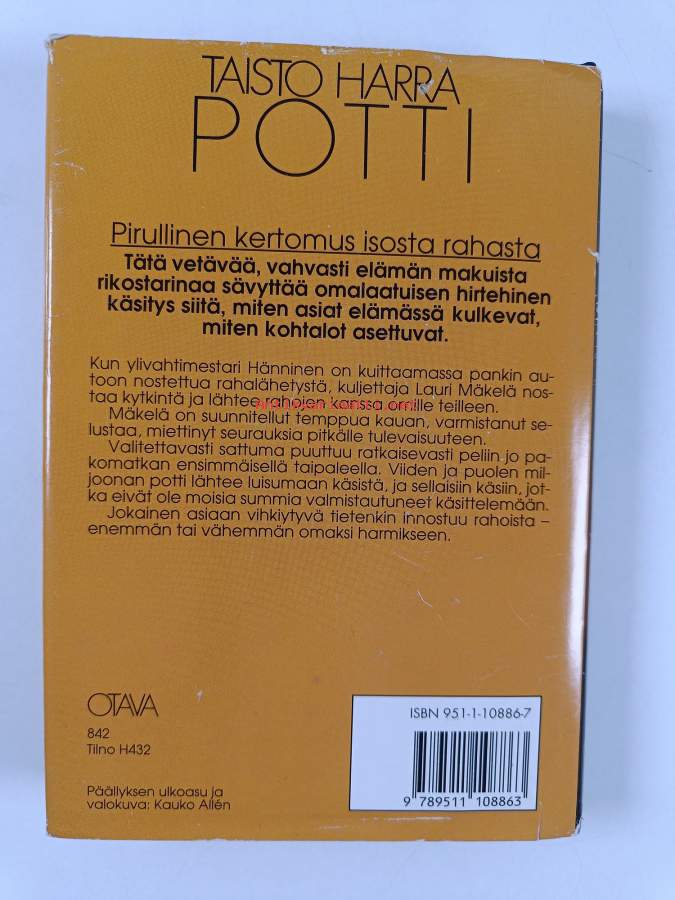 TAISTO HARRA
POTTI
Pirullinen kertomus isosta rahasta
Tätä vetävää, vahvasti elämän makuista
rikostarinaa sävyttää omalaatuisen hirtehinen
käsitys siitä, miten asiat elämässä kulkevat,
miten kohtalot asettuvat.
Kun ylivahtimestari Hänninen on kuittaamassa pankin au-
toon nostettua rahalähetystä, kuljettaja Lauri Mäkelä nos-
taa kytkintä ja lähtee rahojen kanssa omille teilleen.
Mäkelä on suunnitellut temppua kauan, varmistanut se-
lustaa, miettinyt seurauksia pitkälle tulevaisuuteen.
Valitettavasti sattuma puuttuu ratkaisevasti peliin jo pa-
komatkan ensimmäisellä taipaleella. Viiden ja puolen mil-
joonan potti lähtee luisumaan käsistä, ja sellaisiin käsiin, jot-
ka eivät ole moisia summia valmistautuneet käsittelemään.
Jokainen asiaan vihkiytyvä tietenkin innostuu rahoista –
enemmän tai vähemmän omaksi harmikseen.
OTAVA
842
Tilno H432
Päällyksen ulkoasu ja
valokuva: Kauko Ailén
ISBN 951-1-10886-7
9 789511 108863